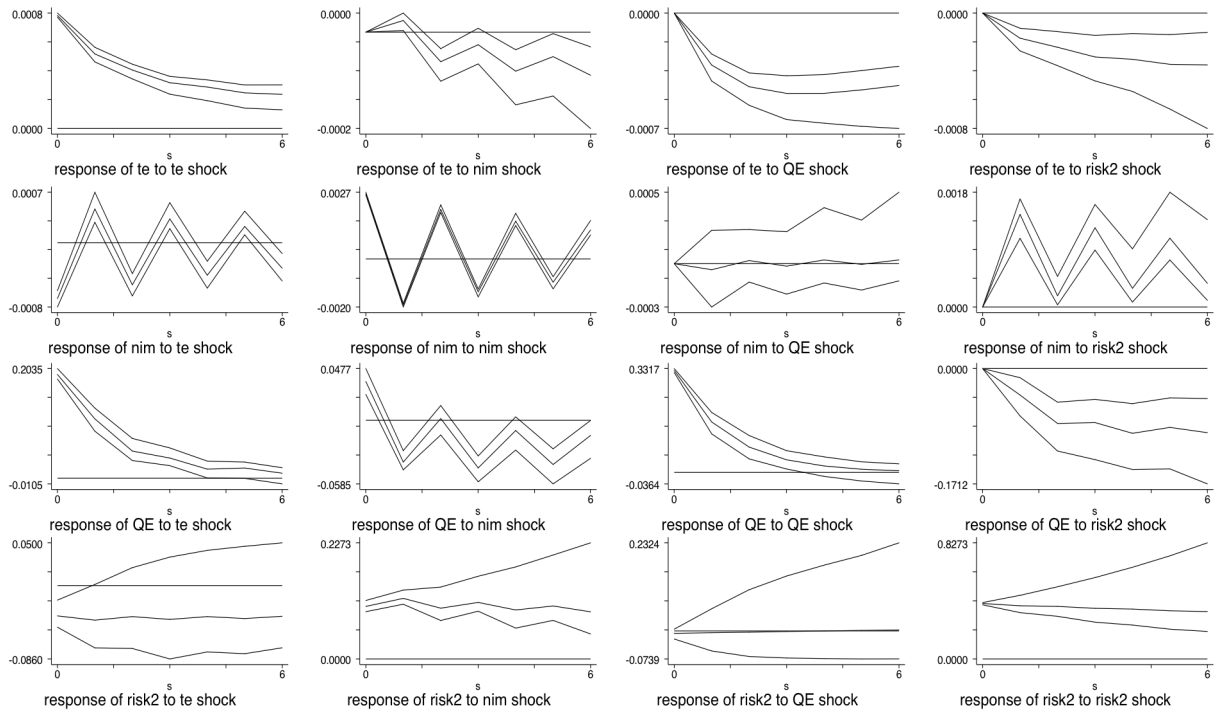 0.0008
0.0000
0 6
s
response of te to te shock
0.0000
-0.0002
0 6
s
response of te to nim shock
0.0000
-0.0007
0 6
s
response of te to QE shock
0.0000
-0.0008
0 6
s
response of te to risk2 shock
0.0007
-0.0008
0 6
s
response of nim to te shock
0.0027
-0.0020
0 6
s
response of nim to nim shock
0.0005
-0.0003
0 6
s
response of nim to QE shock
0.0018
0.0000
0 6
s
response of nim to risk2 shock
0.2035
-0.0105
0 6
s
response of QE to te shock
0.0477
-0.0585
0 6
s
response of QE to nim shock
0.3317
-0.0364
0 6
s
response of QE to QE shock
0.0000
-0.1712
0 6
s
response of QE to risk2 shock
0.0500
-0.0860
0 6
s
response of risk2 to te shock
0.2273
0.0000
0 6
s
response of risk2 to nim shock
0.2324
-0.0739
0 6
s
response of risk2 to QE shock
0.8273
0.0000
0 6
s
response of risk2 to risk2 shock